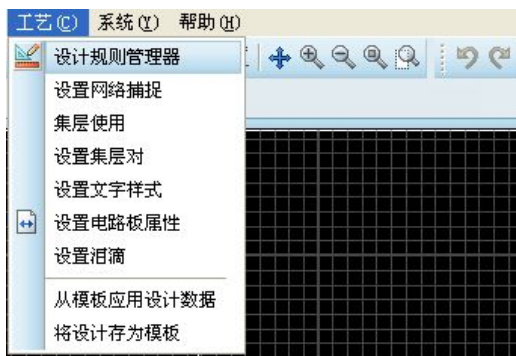 工艺(C) 系统(Y) 帮助(H)
设计规则管理器
设置网络捕捉
集层使用
设置集层对
设置文字样式
设置电路板属性
设置泪滴
从模板应用设计数据
将设计存为模板